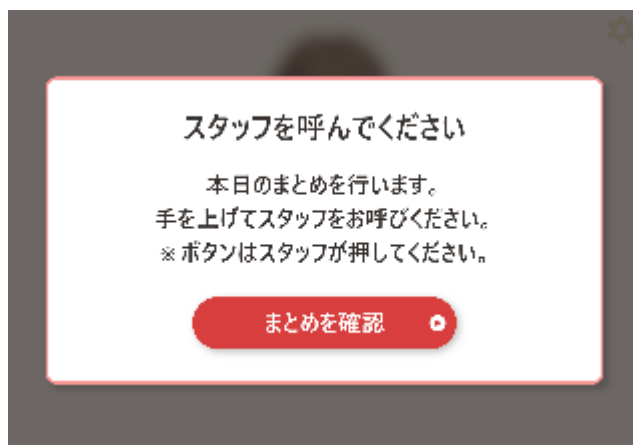 スタッフを呼んでください
本日のまとめを行います。
手を上げてスタッフをお呼びください。
※ボタンはスタッフが押してください。
まとめを確認